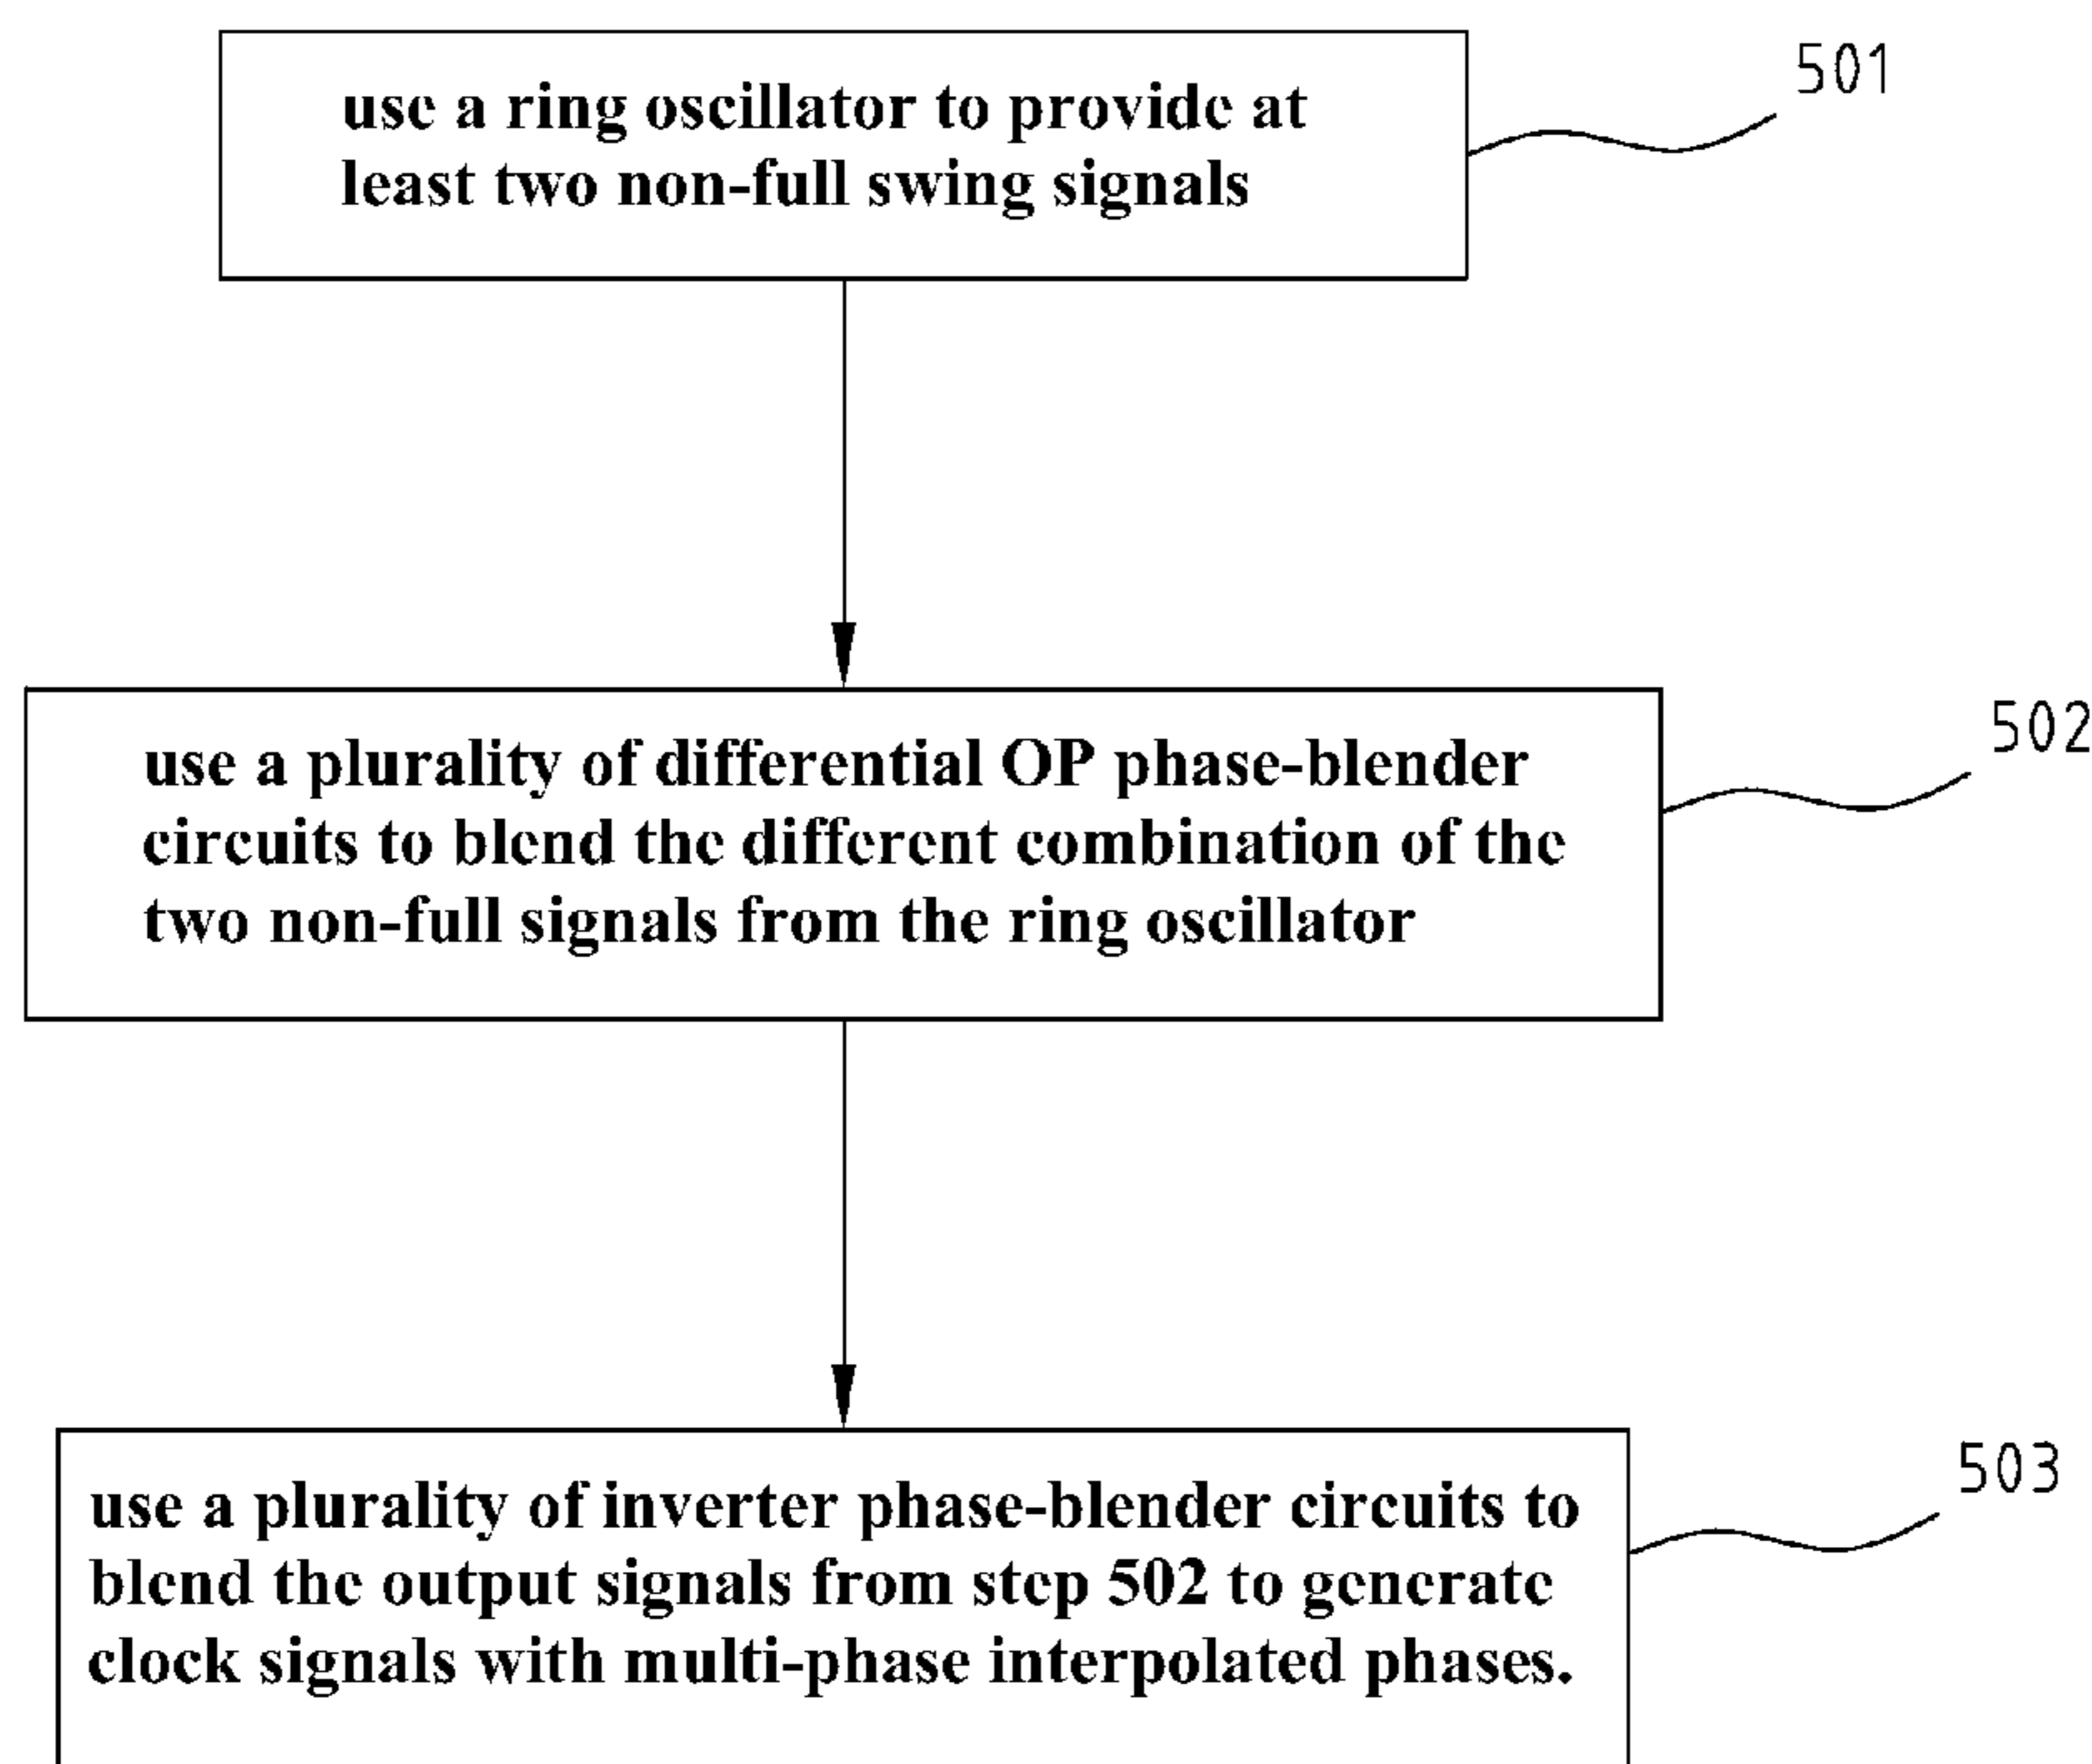 use a ring oscillator to provide at
least two non-full swing signals
501
use a plurality of differential OP phase-blender
circuits to blend the different combination of the
two non-full signals from the ring oscillator
502
use a plurality of inverter phase-blender circuits to
blend the output signals from step 502 to generate
clock signals with multi-phase interpolated phases.
503